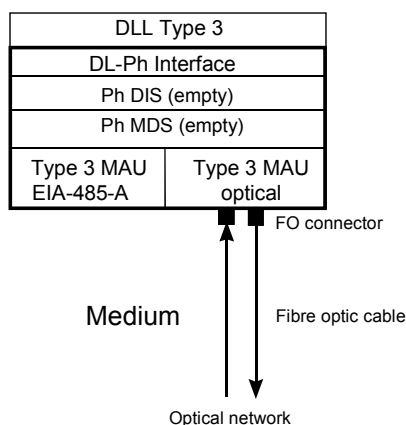 DLL Type 3
DL-Ph Interface
Ph DIS (empty)
Ph MDS (empty)
Type 3 MAU
EIA-485-A
Type 3 MAU
optical
FO connector
Medium
Fibre optic cable
Optical network